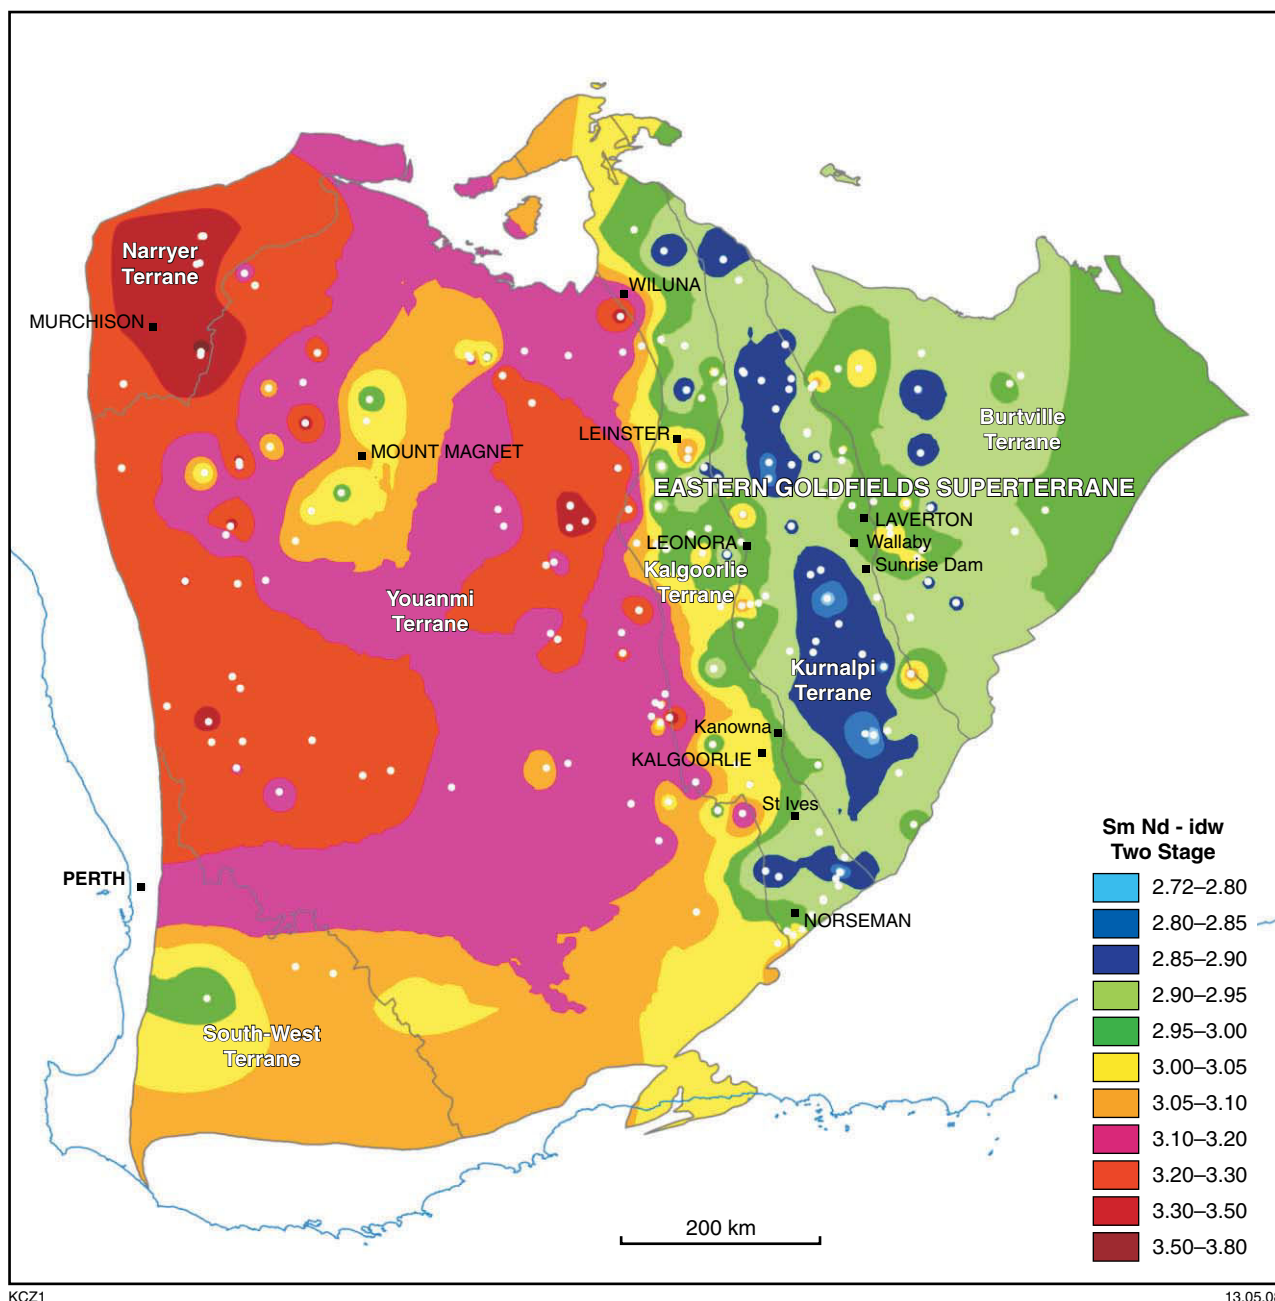 Narryer
Terrane
MURCHISON
WILUNA
MOUNT MAGNET
LEINSTER
Burtville
Terrane
EASTERN GOLDFIELDS SUPERTERRANE
LAVERTON
LEONORA
Wallaby
Kalgoorlie
Terrane
Sunrise Dam
Youanmi
Terrane
Kurnalpi
Terrane
Kanowna
KALGOORLIE
St Ives
PERTH
NORSEMAN
South-West
Terrane
Sm Nd - idw
Two Stage
2.72–2.80
2.80–2.85
2.85–2.90
2.90–2.95
2.95–3.00
3.00–3.05
3.05–3.10
3.10–3.20
3.20–3.30
3.30–3.50
3.50–3.80
200 km
KCZ1
13.05.08